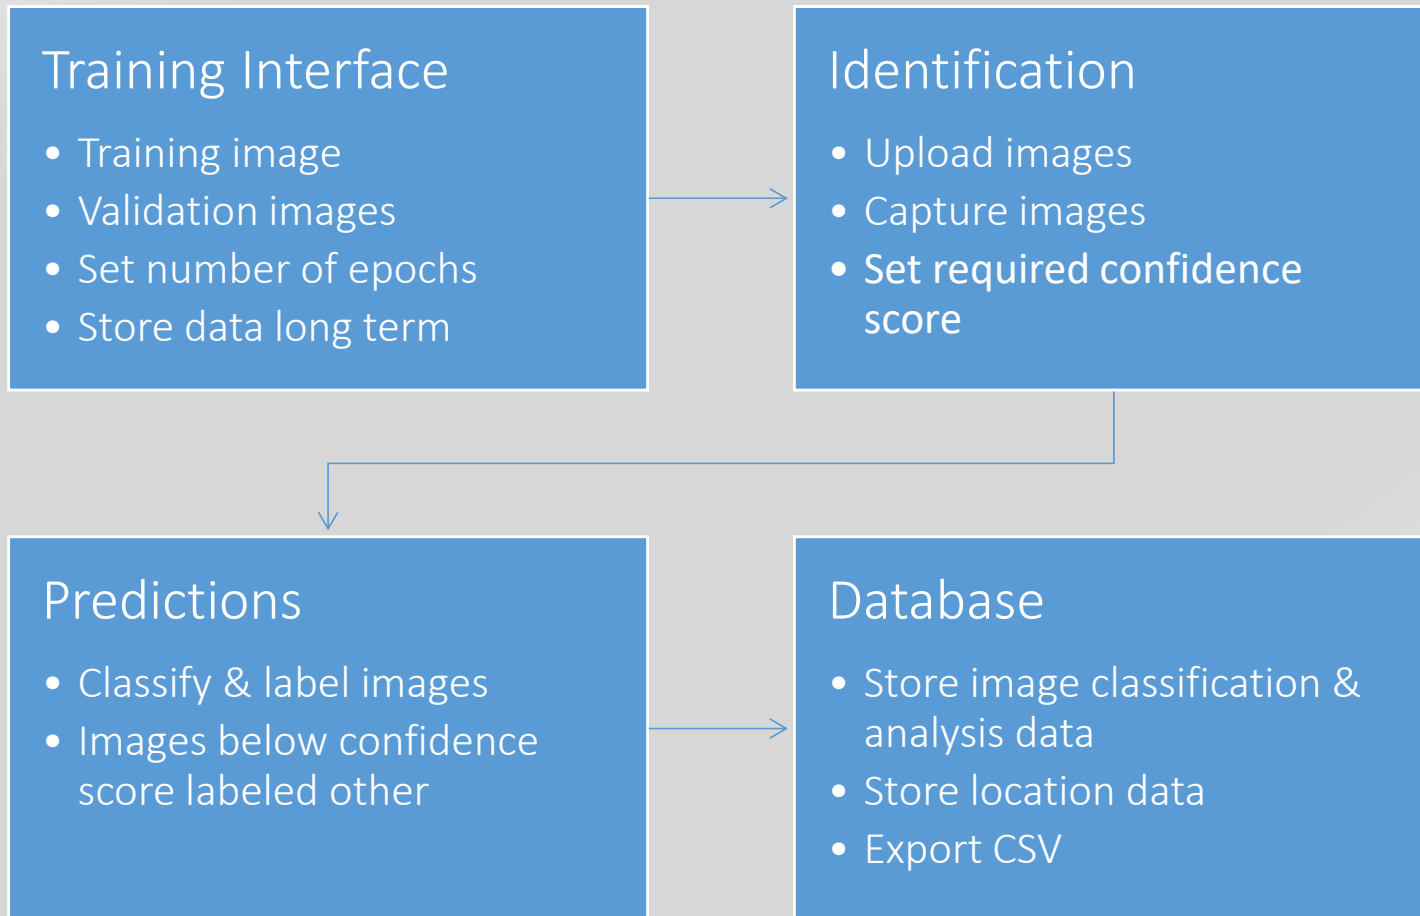 Training Interface
• Training image
• Validation images
• Set number of epochs
• Store data long term
Identification
• Upload images
• Capture images
• Set required confidence
score
Predictions
• Classify & label images
• Images below confidence
score labeled other
Database
• Store image classification &
analysis data
• Store location data
• Export CSV